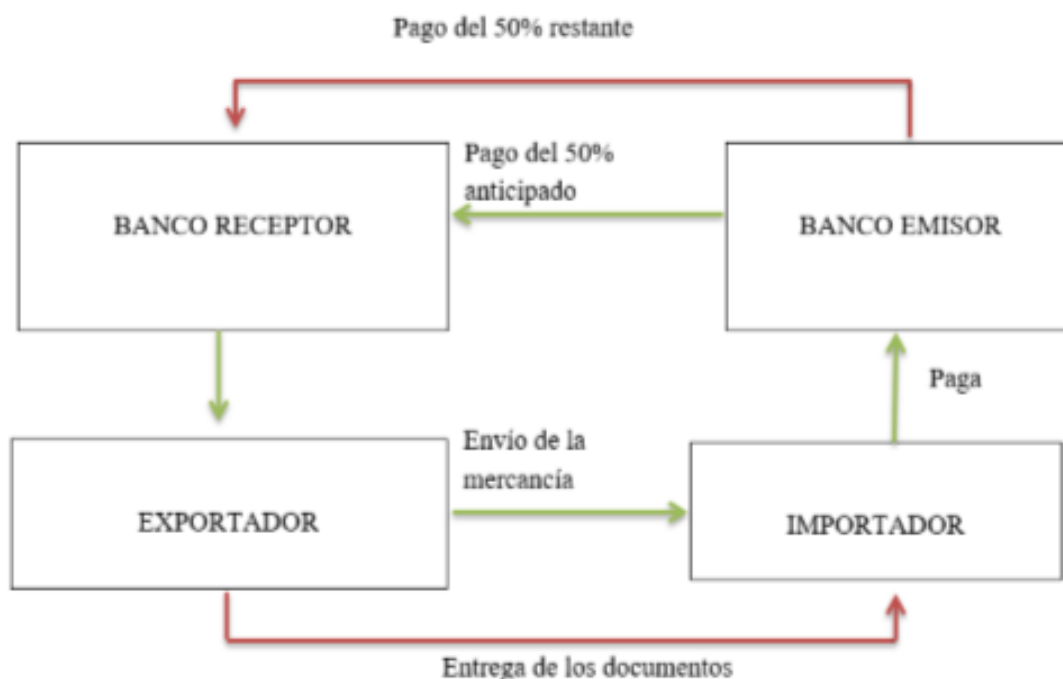 Pago del 50% restante
Pago del 50%
anticipado
BANCO RECEPTOR
BANCO EMISOR
Paga
Envio de la
mercancía
EXPORTADOR
IMPORTADOR
Entrega de los documentos